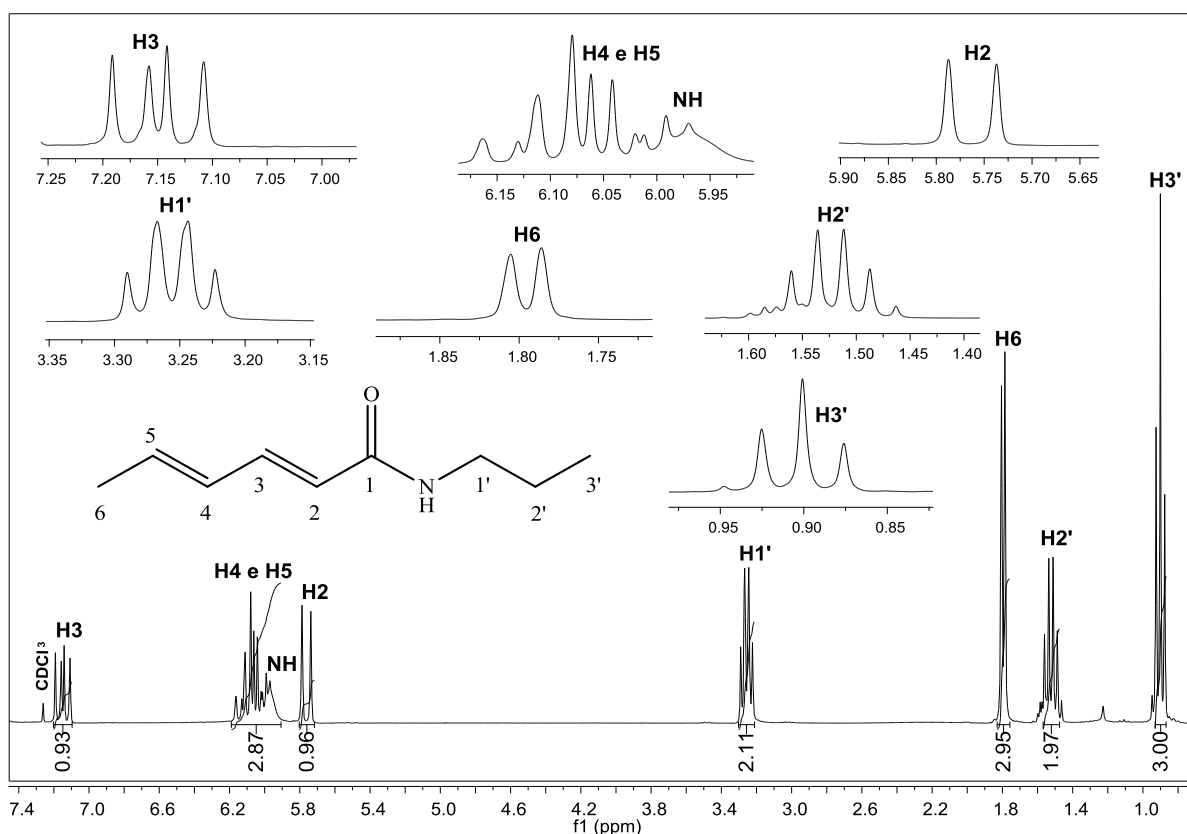 H3
7.25 7.20 7.15 7.10 7.05 7.00
H4 e H5
NH
6.15 6.10 6.05 6.00 5.95
H2
5.90 5.85 5.80 5.75 5.70 5.65
H3'
H1'
3.35 3.30 3.25 3.20 3.15
H6
1.85 1.80 1.75
H2'
1.60 1.55 1.50 1.45 1.40
H6
H3'
0.95 0.90 0.85
O
5
6
4
3
2
1
N
H
1'
2'
3'
CDCl3
H3
H4 e H5
NH
H2
H1'
H2'
0.93
2.87
0.96
2.11
2.95
1.97
3.00
7.4 7.0 6.6 6.2 5.8 5.4 5.0 4.6 4.2 3.8 3.4 3.0 2.6 2.2 1.8 1.4 1.0
f1 (ppm)